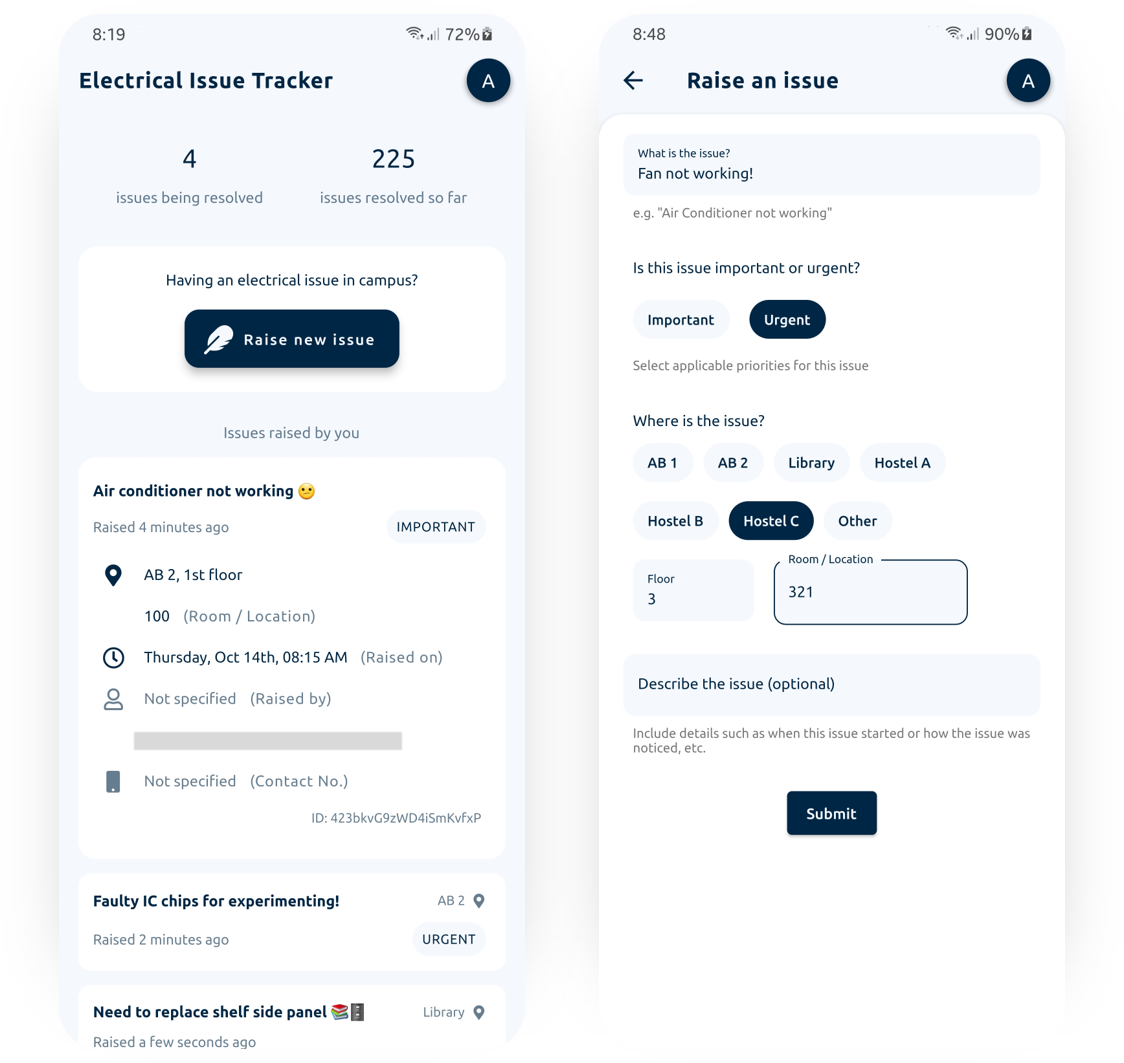 8:19
72%
Electrical Issue Tracker
A
4
225
issues being resolved
issues resolved so far
Having an electrical issue in campus?
Raise new issue
Issues raised by you
Air conditioner not working 😕
Raised 4 minutes ago
IMPORTANT
AB 2, 1st floor
100 (Room / Location)
Thursday, Oct 14th, 08:15 AM (Raised on)
Not specified (Raised by)
Not specified (Contact No.)
ID: 423bkvG9zWD4iSmKvfxP
Faulty IC chips for experimenting!
AB 2
Raised 2 minutes ago
URGENT
Need to replace shelf side panel 📚🗄
Library
Raised a few seconds ago
8:48
90%
Raise an issue
A
What is the issue?
Fan not working!
e.g. "Air Conditioner not working"
Is this issue important or urgent?
Important
Urgent
Select applicable priorities for this issue
Where is the issue?
AB 1
AB 2
Library
Hostel A
Hostel B
Hostel C
Other
Floor
3
Room / Location
321
Describe the issue (optional)
Include details such as when this issue started or how the issue was
noticed, etc.
Submit